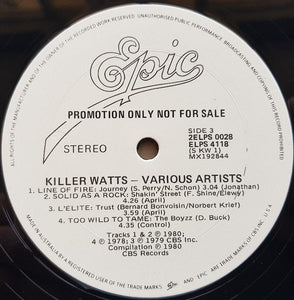 Epic
PROMOTION ONLY NOT FOR SALE
STEREO
SIDE 3
2ELPS 0028
ELPS 4118
(S KW 1)
MX192844
KILLER WATTS – VARIOUS ARTISTS
1. LINE OF FIRE: Journey (S. Perry/N. Schon) 3.04 (Jonathan)
2. SOLID AS A ROCK: Shakin' Street (F. Shine/Elwey)
4.26 (April)
3. L'ELITE: Trust (Bernard Bonvoisin/Norbert Krief)
3.59 (April)
4. TOO WILD TO TAME: The Boyzz (D. Buck)
4.35 (Control)
Tracks 1 & 2 ℗ 1980;
4 ℗ 1978; 3 ℗ 1979 CBS Inc.
Compilation ℗ 1980
CBS Records